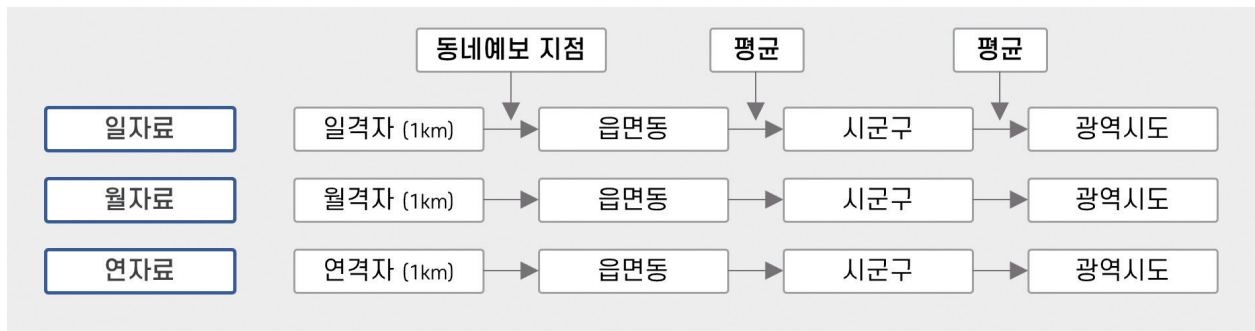 동네예보 지점 평균 평균
일자료 일격자 (1km) 읍면동 시군구 광역시도
월자료 월격자 (1km) 읍면동 시군구 광역시도
연자료 연격자 (1km) 읍면동 시군구 광역시도